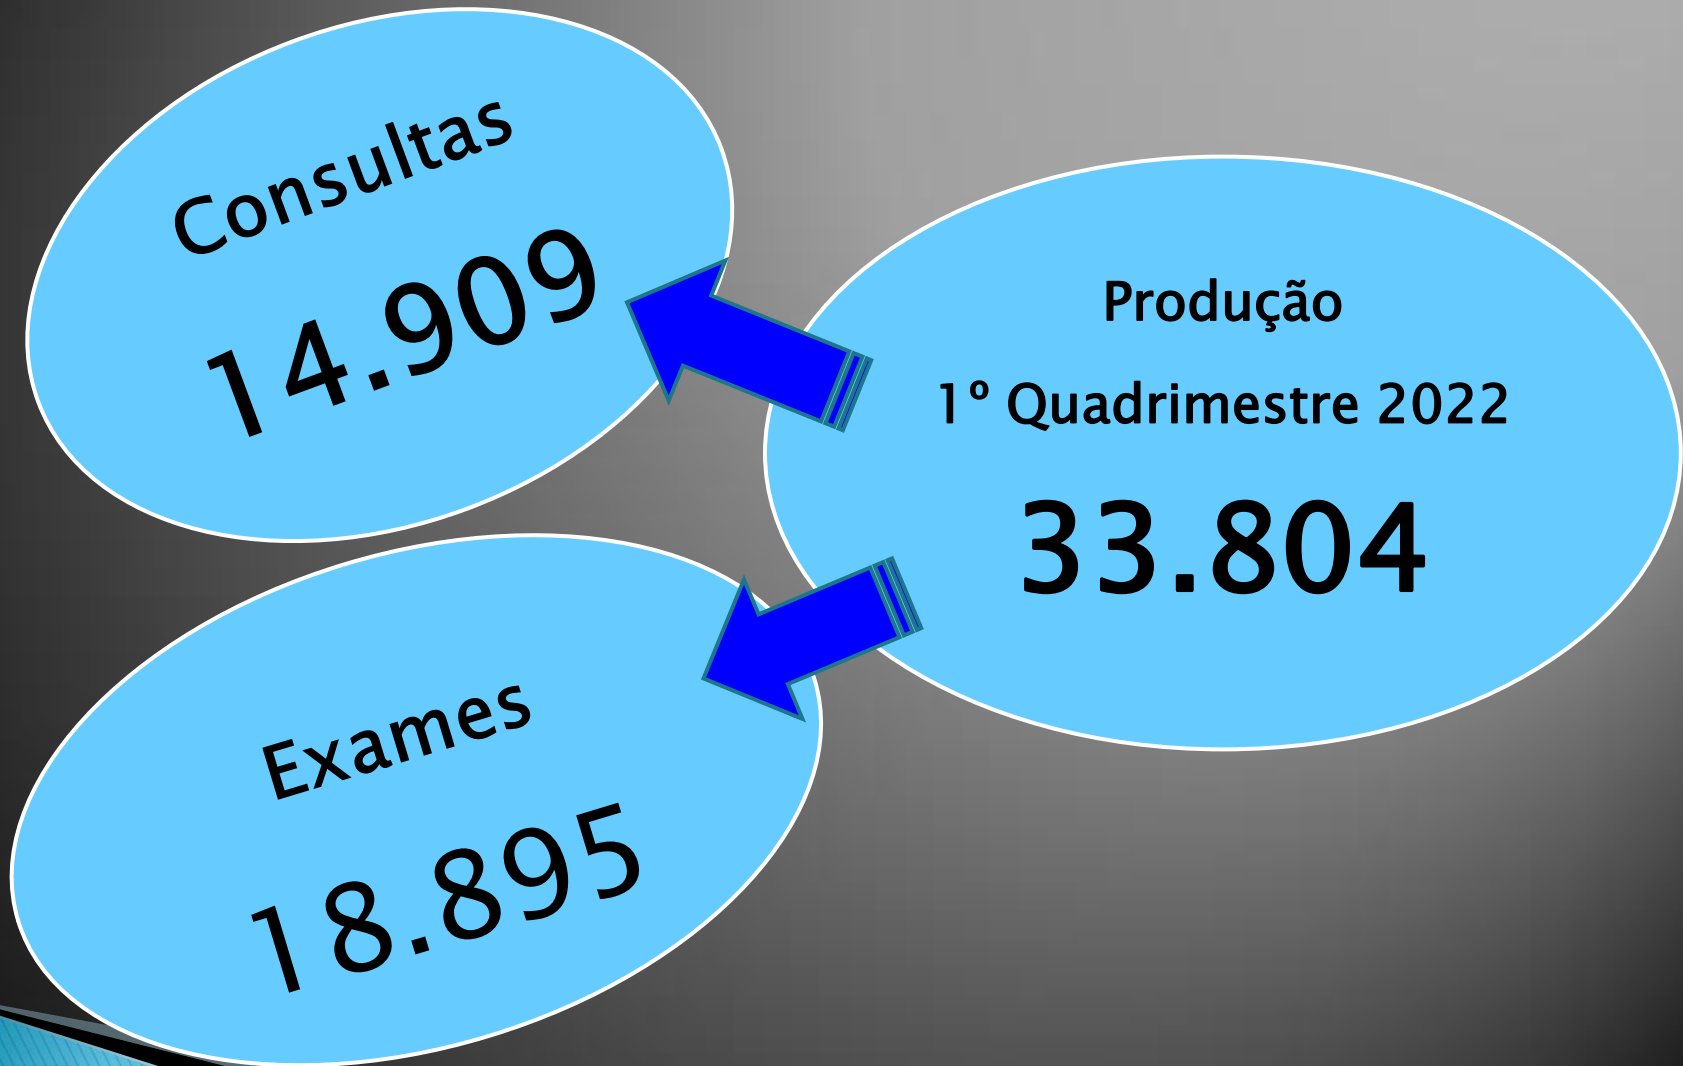 Consultas
14.909
Produção
1º Quadrimestre 2022
33.804
Exames
18.895